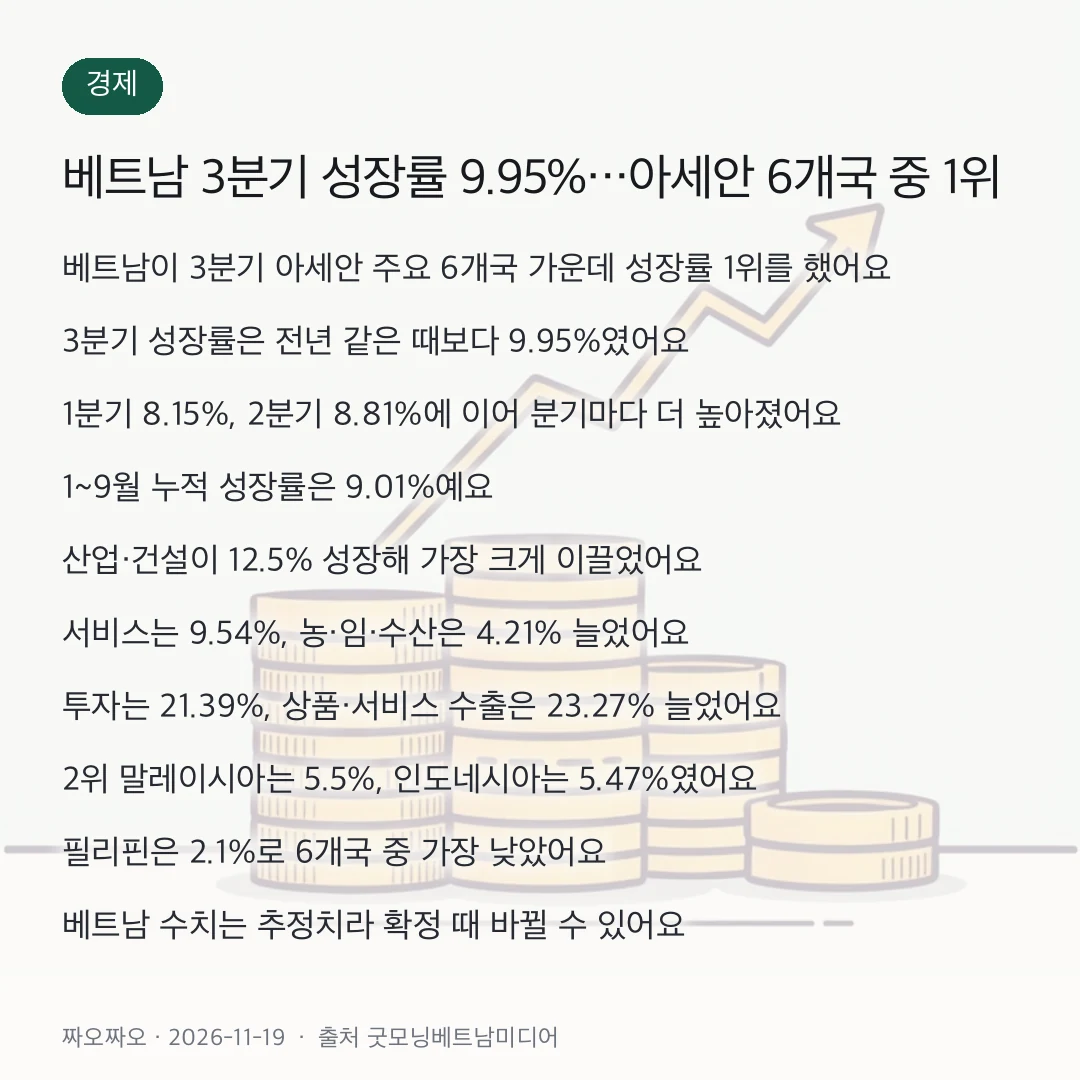 경제
베트남 3분기 성장률 9.95%…아세안 6개국 중 1위
베트남이 3분기 아세안 주요 6개국 가운데 성장률 1위를 했어요
3분기 성장률은 전년 같은 때보다 9.95%였어요
1분기 8.15%, 2분기 8.81%에 이어 분기마다 더 높아졌어요
1~9월 누적 성장률은 9.01%예요
산업·건설이 12.5% 성장해 가장 크게 이끌었어요
서비스는 9.54%, 농·임·수산은 4.21% 늘었어요
투자는 21.39%, 상품·서비스 수출은 23.27% 늘었어요
2위 말레이시아는 5.5%, 인도네시아는 5.47%였어요
필리핀은 2.1%로 6개국 중 가장 낮았어요
베트남 수치는 추정치라 확정 때 바뀔 수 있어요
짜오짜오 · 2026-11-19 · 출처 굿모닝베트남미디어